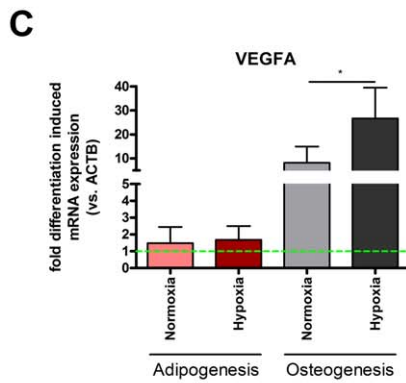 C
VEGFA
*
fold differentiation induced
mRNA expression
(vs. ACTB)
40
30
20
10
5
4
3
2
1
0
Normoxia
Hypoxia
Normoxia
Hypoxia
Adipogenesis
Osteogenesis